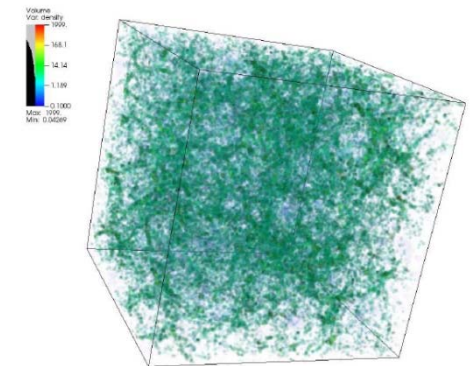 Volume
Var: density
1999.
168.1
14.14
1.189
0.1000
Max: 1999.
Min: 0.04269